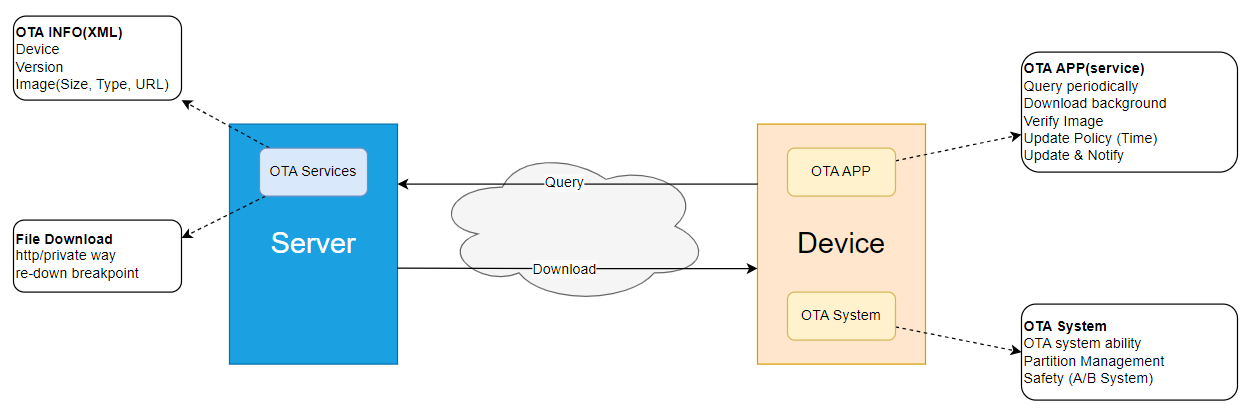 OTA INFO(XML)
Device
Version
Image(Size, Type, URL)
OTA Services
File Download
http/private way
re-down breakpoint
Server
Query
Download
OTA APP
Device
OTA System
OTA APP(service)
Query periodically
Download background
Verify Image
Update Policy (Time)
Update & Notify
OTA System
OTA system ability
Partition Management
Safety (A/B System)